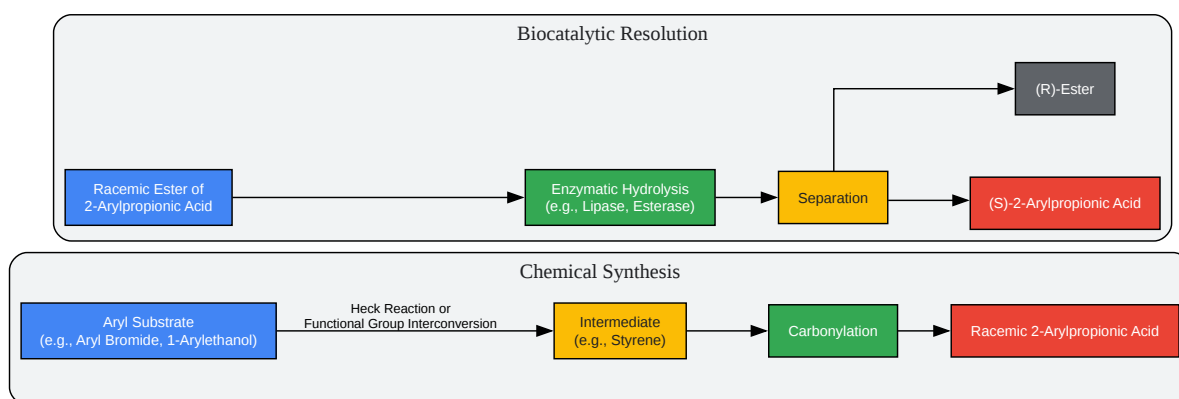 Biocatalytic Resolution
(R)-Ester
Racemic Ester of
2-Arylpropionic Acid
Enzymatic Hydrolysis
(e.g., Lipase, Esterase)
Separation
(S)-2-Arylpropionic Acid
Chemical Synthesis
Aryl Substrate
(e.g., Aryl Bromide, 1-Arylethanol)
Heck Reaction or
Functional Group Interconversion
Intermediate
(e.g., Styrene)
Carbonylation
Racemic 2-Arylpropionic Acid